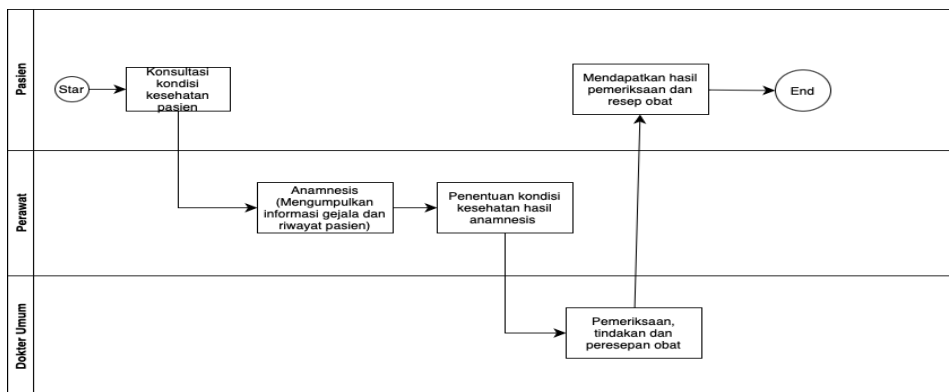 Pasien
Star
Konsultasi
kondisi
kesehatan
pasien
Mendapatkan hasil
pemeriksaan dan
resep obat
End
Perawat
Anamnesis
(Mengumpulkan
informasi gejala dan
riwayat pasien)
Penentuan kondisi
kesehatan hasil
anamnesis
Dokter Umum
Pemeriksaan,
tindakan dan
peresepan obat